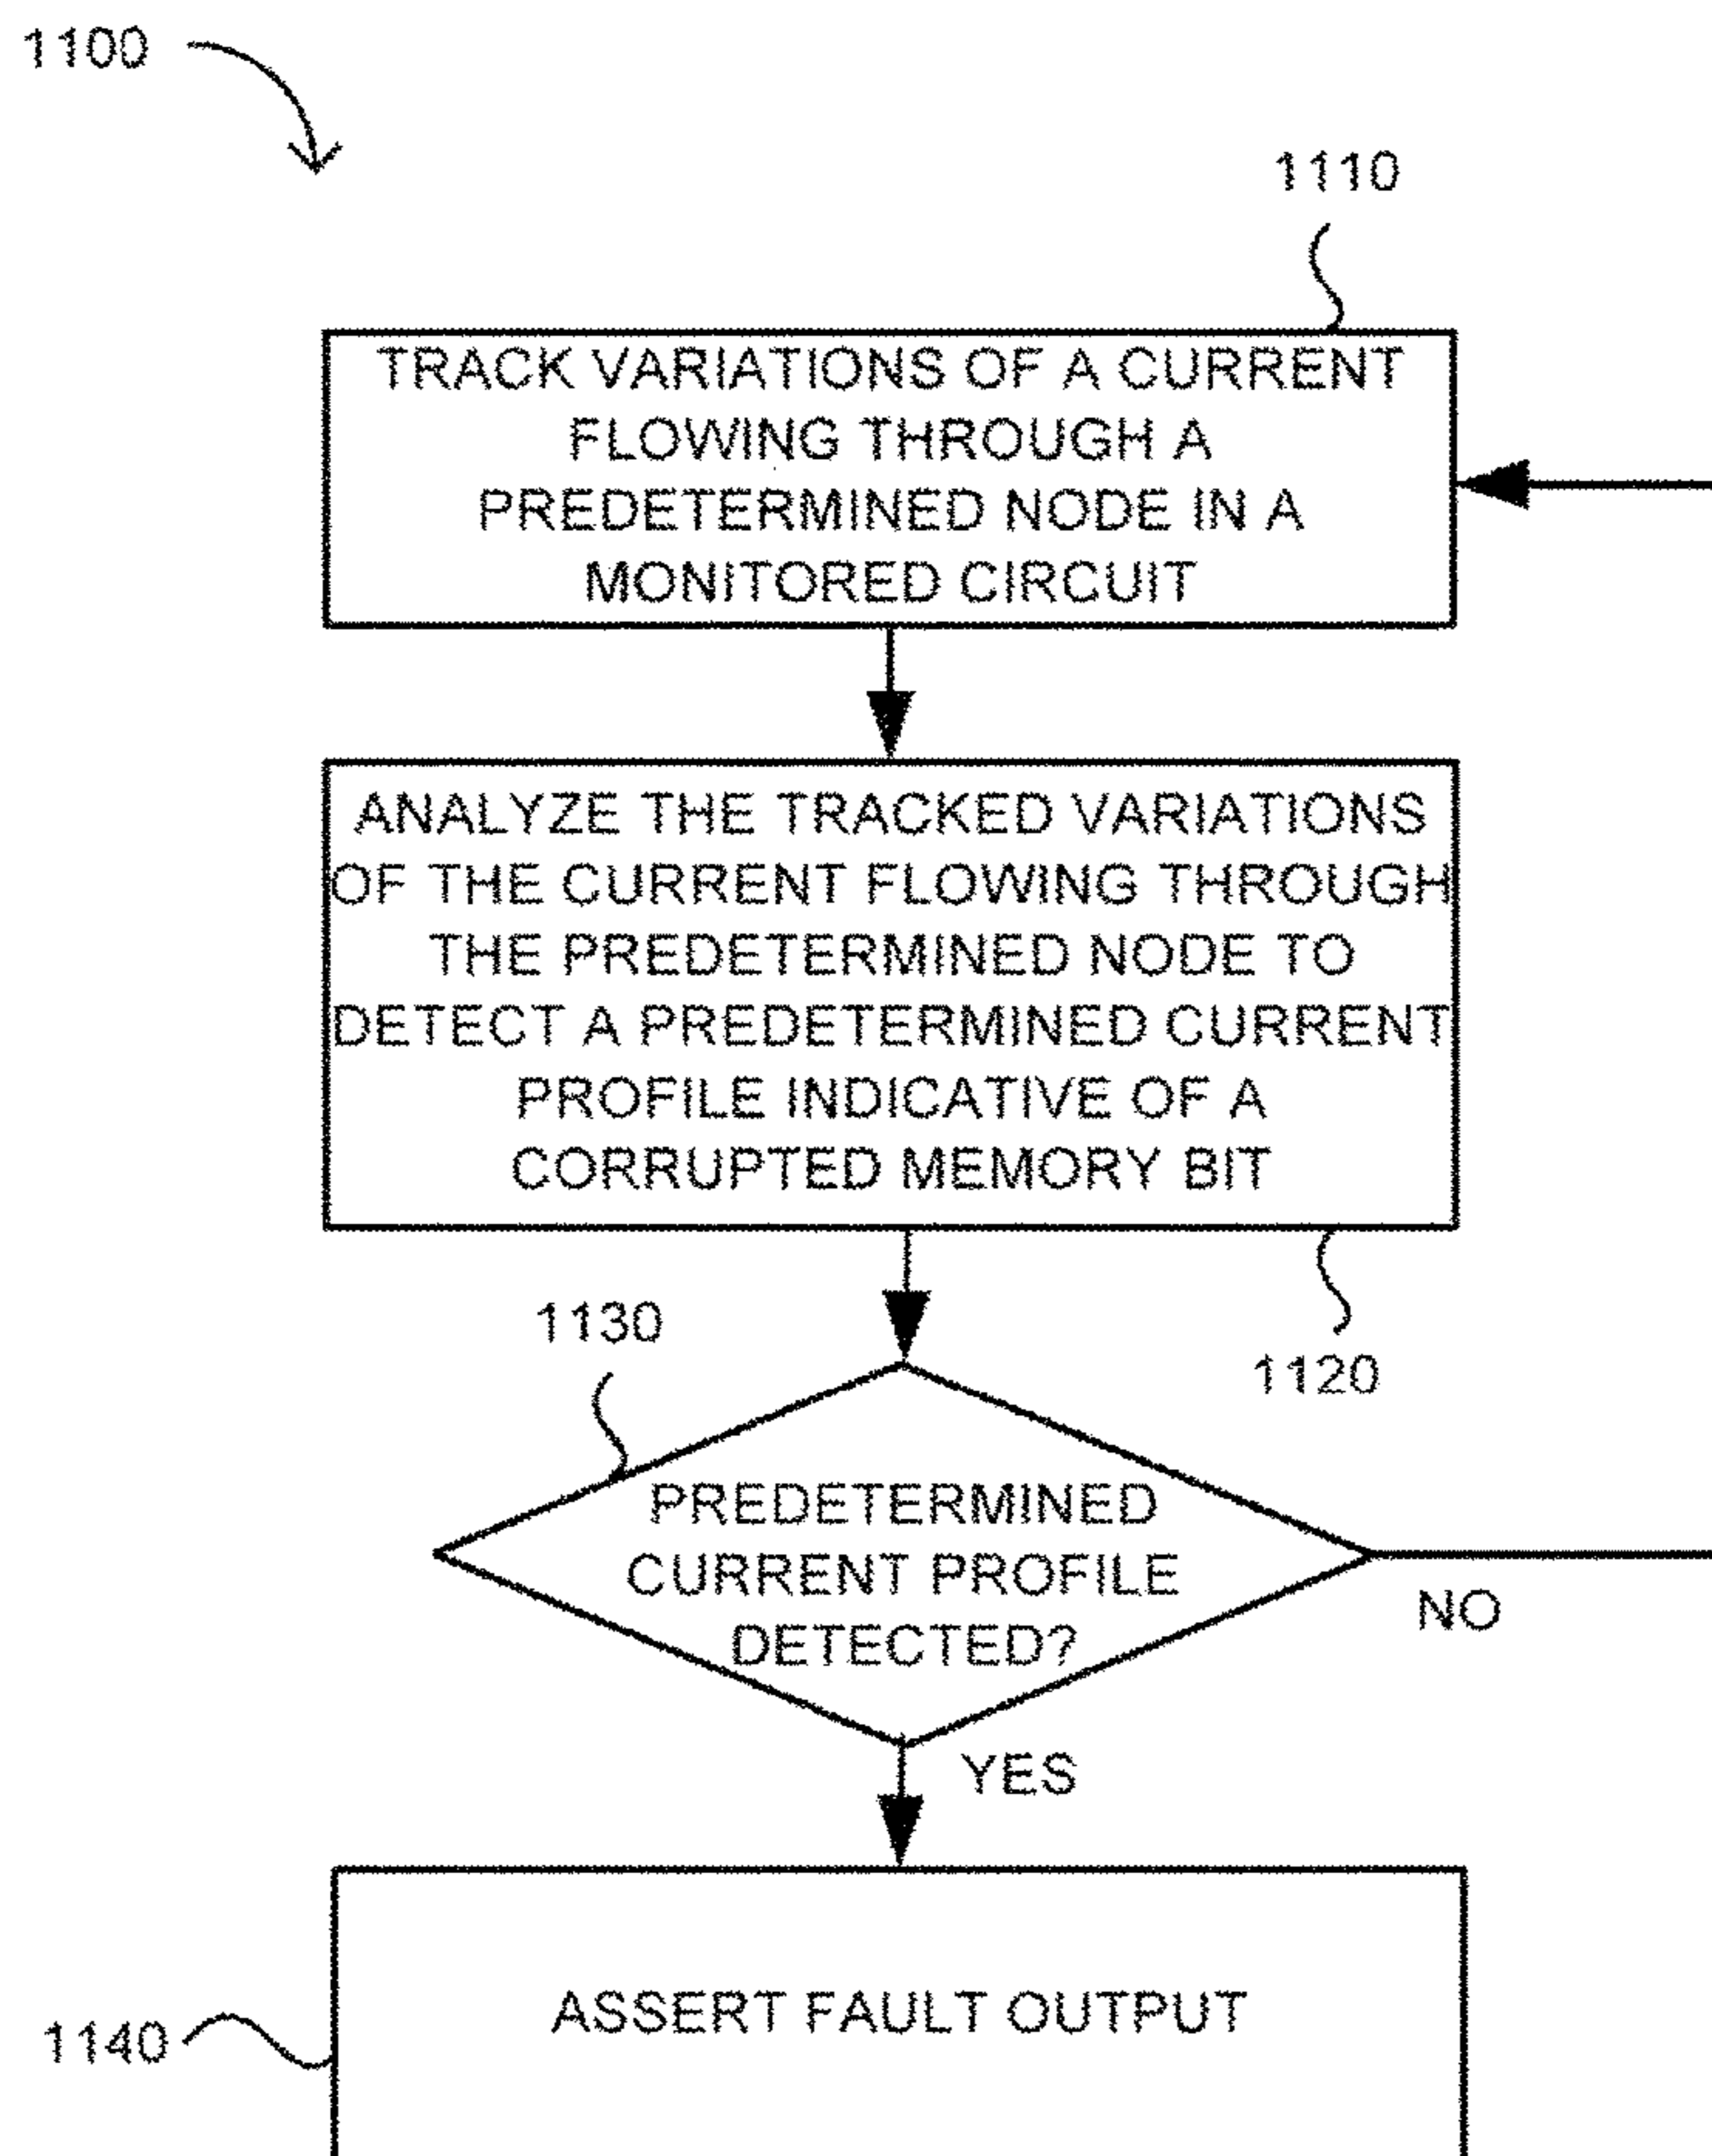 1100
1110
TRACK VARIATIONS OF A CURRENT
FLOWING THROUGH A
PREDETERMINED NODE IN A
MONITORED CIRCUIT
ANALYZE THE TRACKED VARIATIONS
OF THE CURRENT FLOWING THROUGH
THE PREDETERMINED NODE TO
DETECT A PREDETERMINED CURRENT
PROFILE INDICATIVE OF A
CORRUPTED MEMORY BIT
1130
1120
PREDETERMINED
CURRENT PROFILE
DETECTED?
NO
YES
ASSERT FAULT OUTPUT
1140